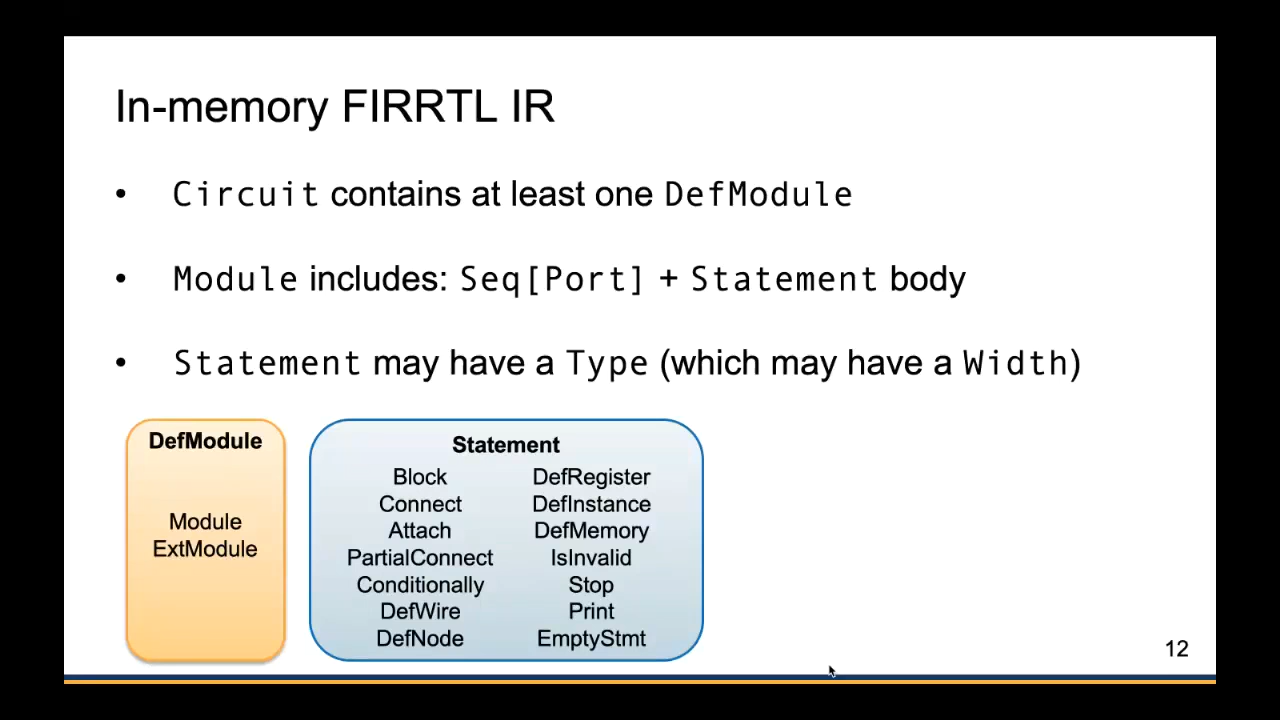 In-memory FIRRTL IR
• Circuit contains at least one DefModule
• Module includes: Seq[Port] + Statement body
• Statement may have a Type (which may have a Width)
DefModule
Module
ExtModule
Statement
Block
Connect
Attach
PartialConnect
Conditionally
DefWire
DefNode
DefRegister
DefInstance
DefMemory
IsInvalid
Stop
Print
EmptyStmt
12